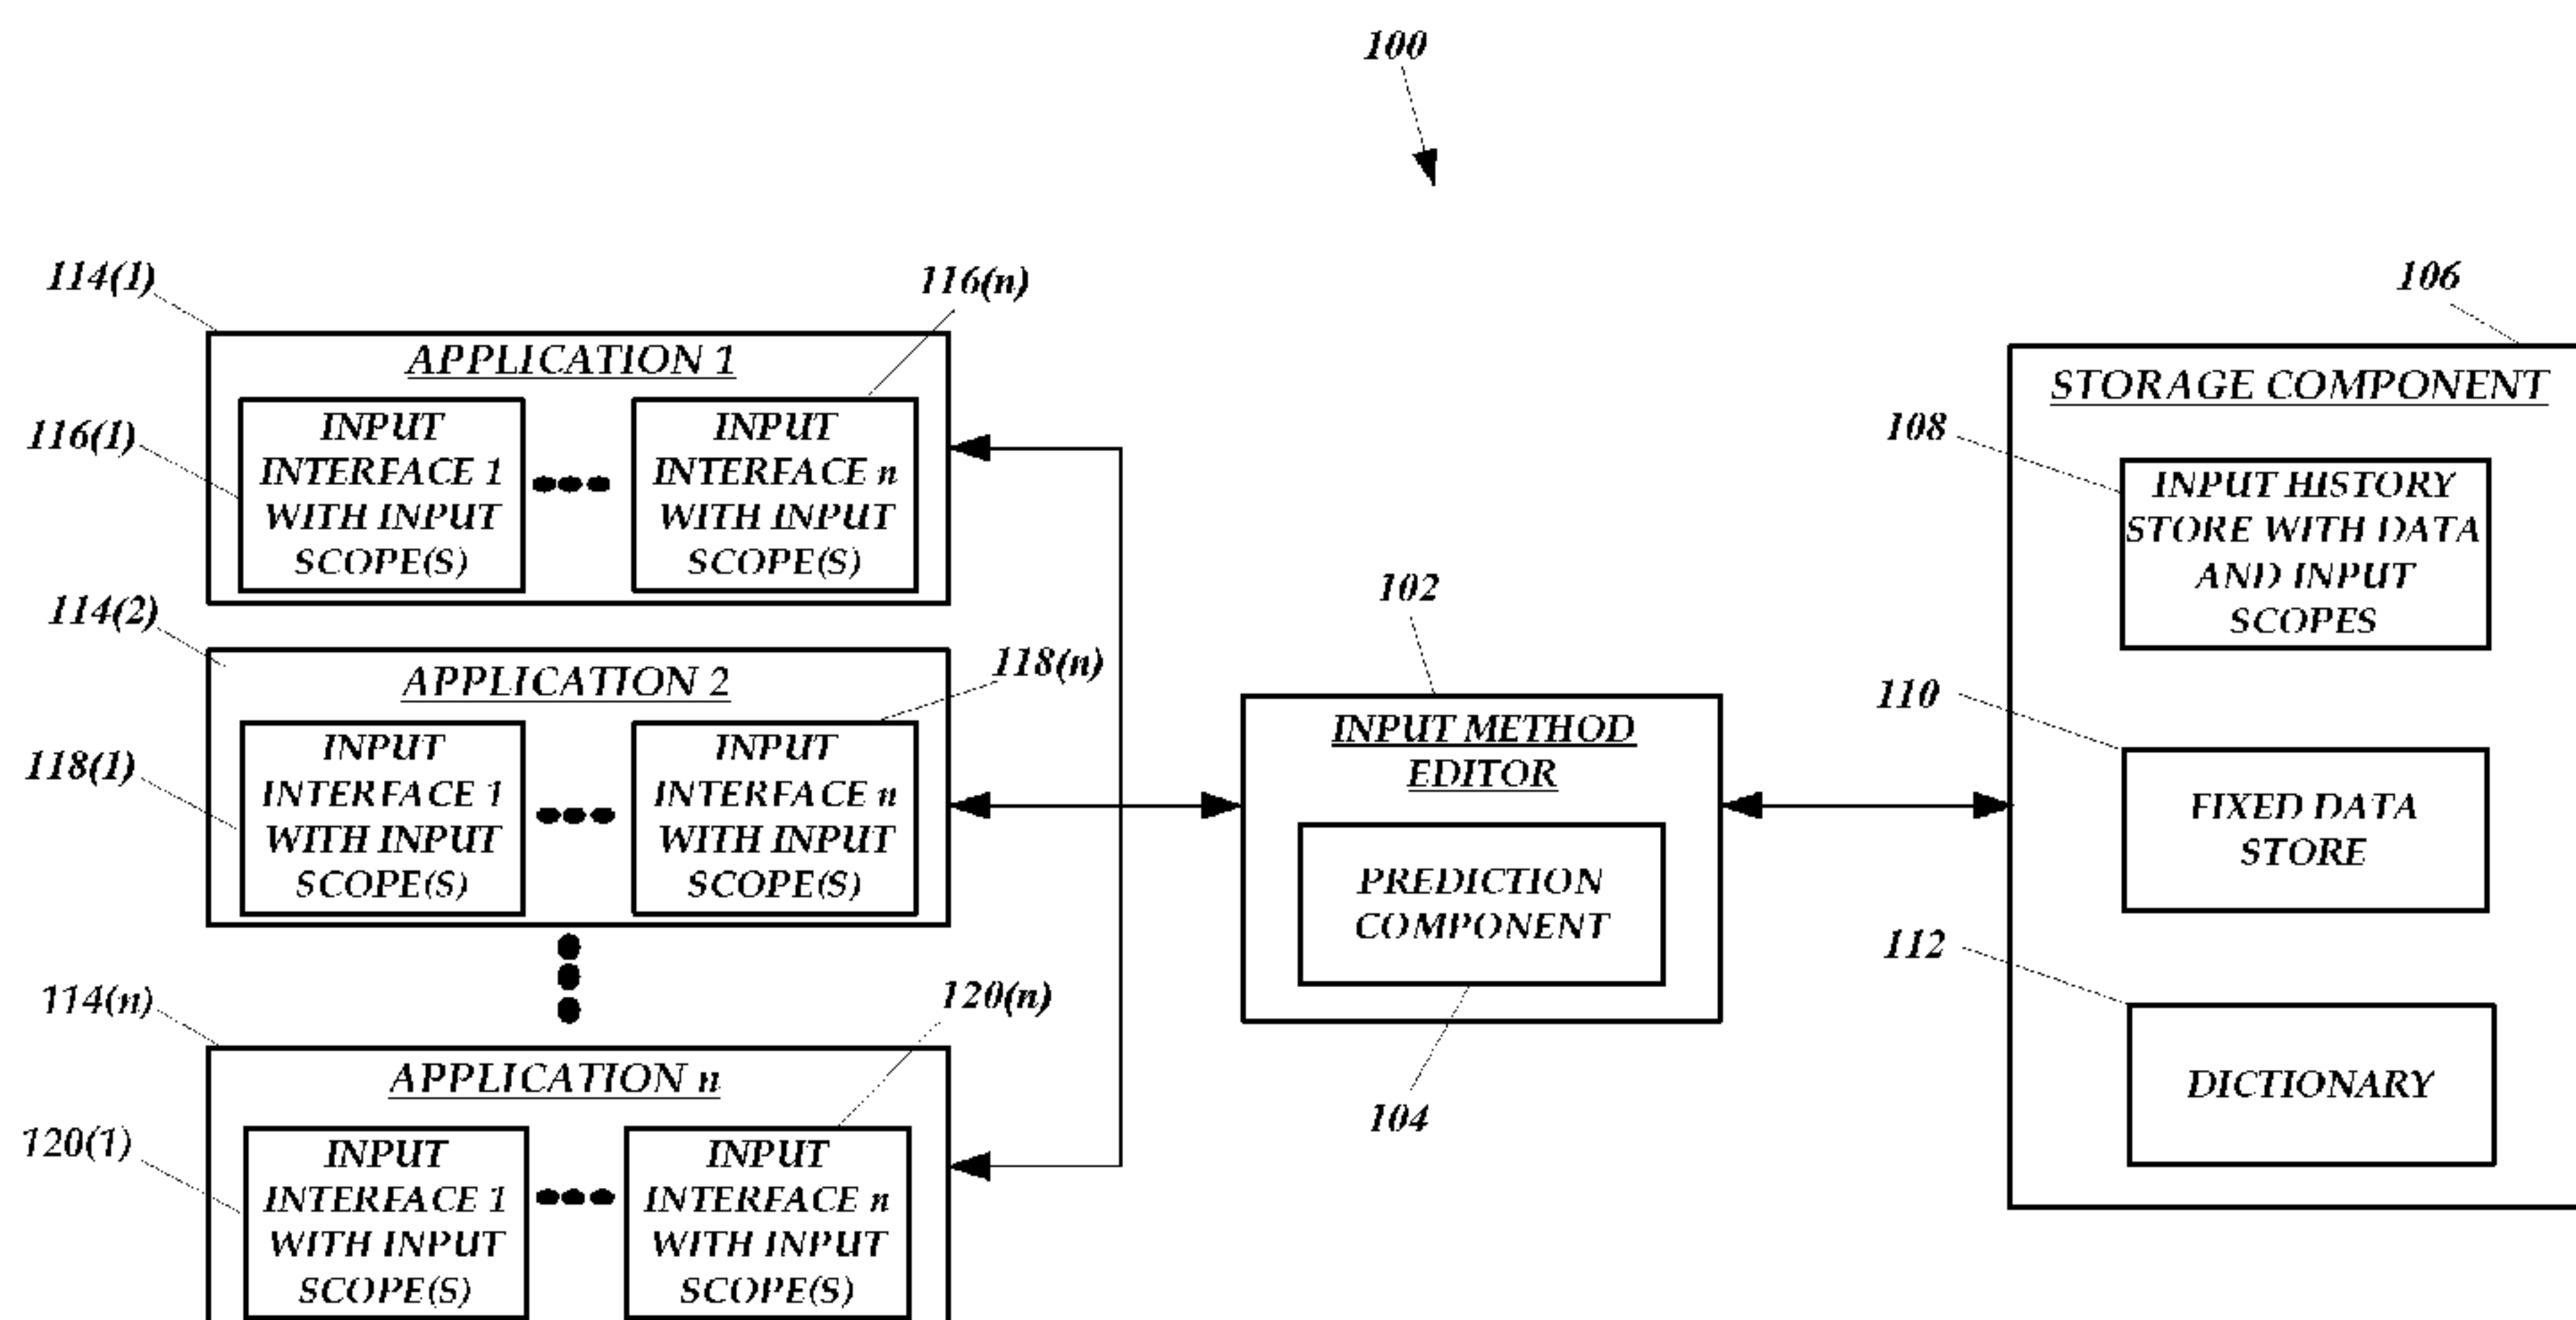 100
114(1)
116(n)
APPLICATION 1
116(1)
INPUT
INTERFACE 1
WITH INPUT
SCOPE(S)
INPUT
INTERFACE n
WITH INPUT
SCOPE(S)
114(2)
118(n)
APPLICATION 2
118(1)
INPUT
INTERFACE 1
WITH INPUT
SCOPE(S)
INPUT
INTERFACE n
WITH INPUT
SCOPE(S)
114(n)
120(n)
APPLICATION n
120(1)
INPUT
INTERFACE 1
WITH INPUT
SCOPE(S)
INPUT
INTERFACE n
WITH INPUT
SCOPE(S)
102
INPUT METHOD
EDITOR
PREDICTION
COMPONENT
104
106
STORAGE COMPONENT
108
INPUT HISTORY
STORE WITH DATA
AND INPUT
SCOPES
110
FIXED DATA
STORE
112
DICTIONARY